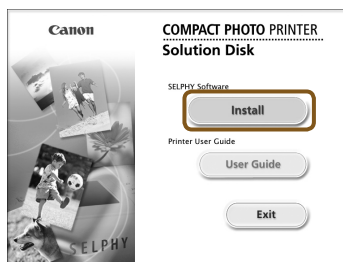 Canon
COMPACT PHOTO PRINTER
Solution Disk
SELPHY Software
Install
Printer User Guide
User Guide
Exit
SELPHY